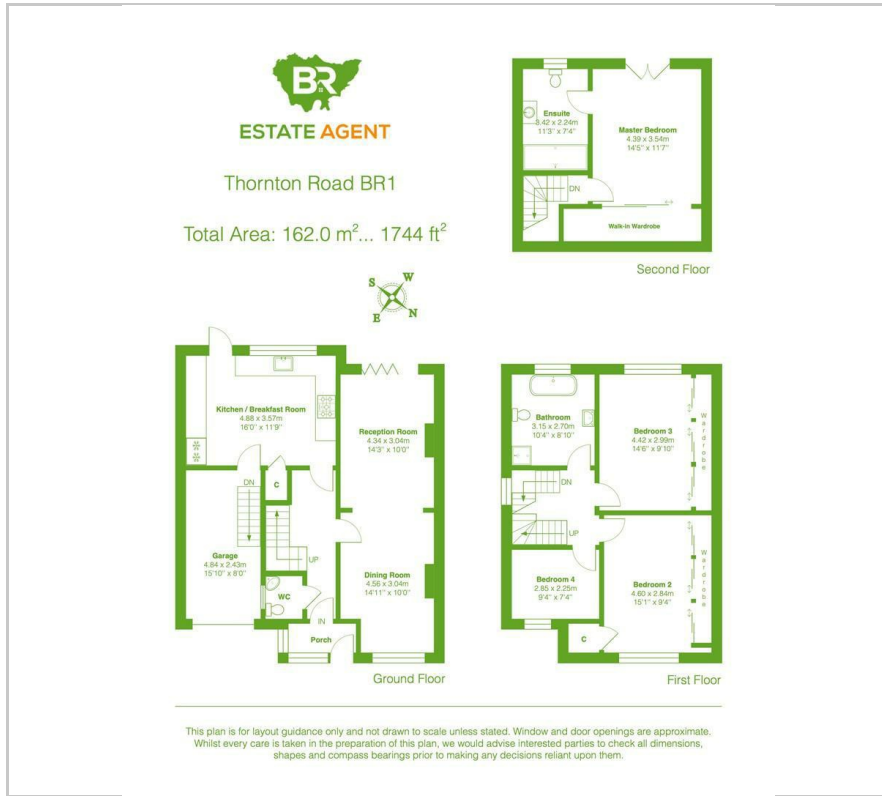 BR
ESTATE AGENT
Thornton Road BR1
Total Area: 162.0 m²... 1744 ft²
Ensuite
3.42 x 2.24m
11'3" x 7'4"
Master Bedroom
4.39 x 3.54m
14'5" x 11'7"
DN
Walk-in Wardrobe
Second Floor
S
W
E
N
Kitchen / Breakfast Room
4.88 x 3.57m
16'0" x 11'9"
Reception Room
4.34 x 3.04m
14'3" x 10'0"
C
DN
UP
Garage
4.84 x 2.43m
15'10" x 8'0"
Dining Room
4.56 x 3.04m
14'11" x 10'0"
WC
IN
Porch
Ground Floor
Bathroom
3.15 x 2.70m
10'4" x 8'10"
Bedroom 3
4.42 x 2.99m
14'6" x 9'10"
Wardrobe
DN
UP
Bedroom 4
2.85 x 2.25m
9'4" x 7'4"
Bedroom 2
4.60 x 2.84m
15'1" x 9'4"
Wardrobe
C
First Floor
This plan is for layout guidance only and not drawn to scale unless stated. Window and door openings are approximate.
Whilst every care is taken in the preparation of this plan, we would advise interested parties to check all dimensions,
shapes and compass bearings prior to making any decisions reliant upon them.